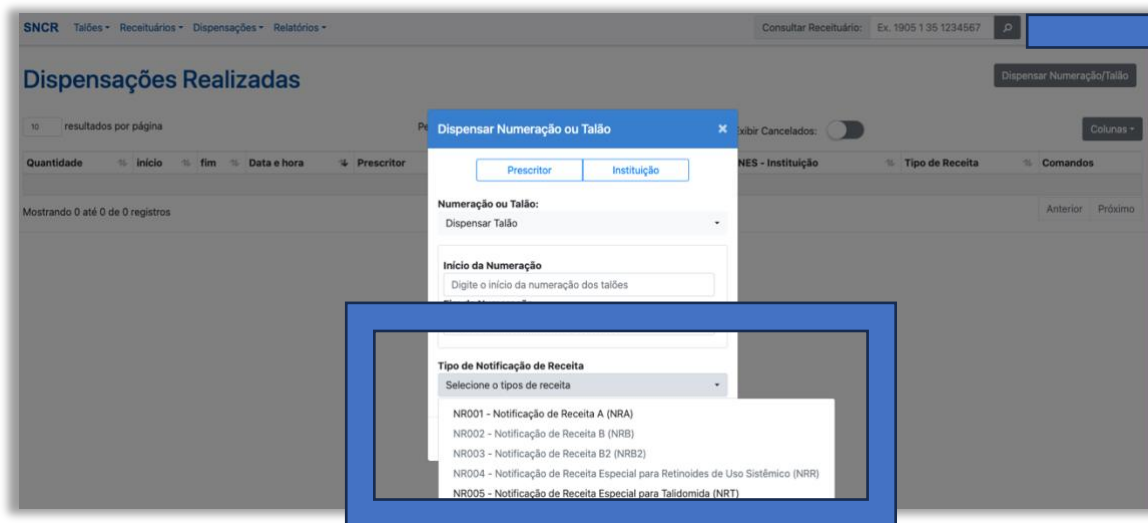 SNCR Talões Receituários Dispensações Relatórios Consultar Receituário: Ex. 1905 1 35 1234567
Dispensações Realizadas
Dispensar Numeração/Talão
10 resultados por página
Exibir Cancelados:
Colunas
Quantidade início fim Data e hora Prescritor NES - Instituição Tipo de Receita Comandos
Mostrando 0 até 0 de 0 registros
Anterior Próximo
Dispensar Numeração ou Talão ×
Prescritor Instituição
Numeração ou Talão:
Dispensar Talão
Início da Numeração
Digite o início da numeração dos talões
Tipo de Notificação de Receita
Selecione o tipos de receita
NR001 - Notificação de Receita A (NRA)
NR002 - Notificação de Receita B (NRB)
NR003 - Notificação de Receita B2 (NRB2)
NR004 - Notificação de Receita Especial para Retinoides de Uso Sistêmico (NRR)
NR005 - Notificação de Receita Especial para Talidomida (NRT)